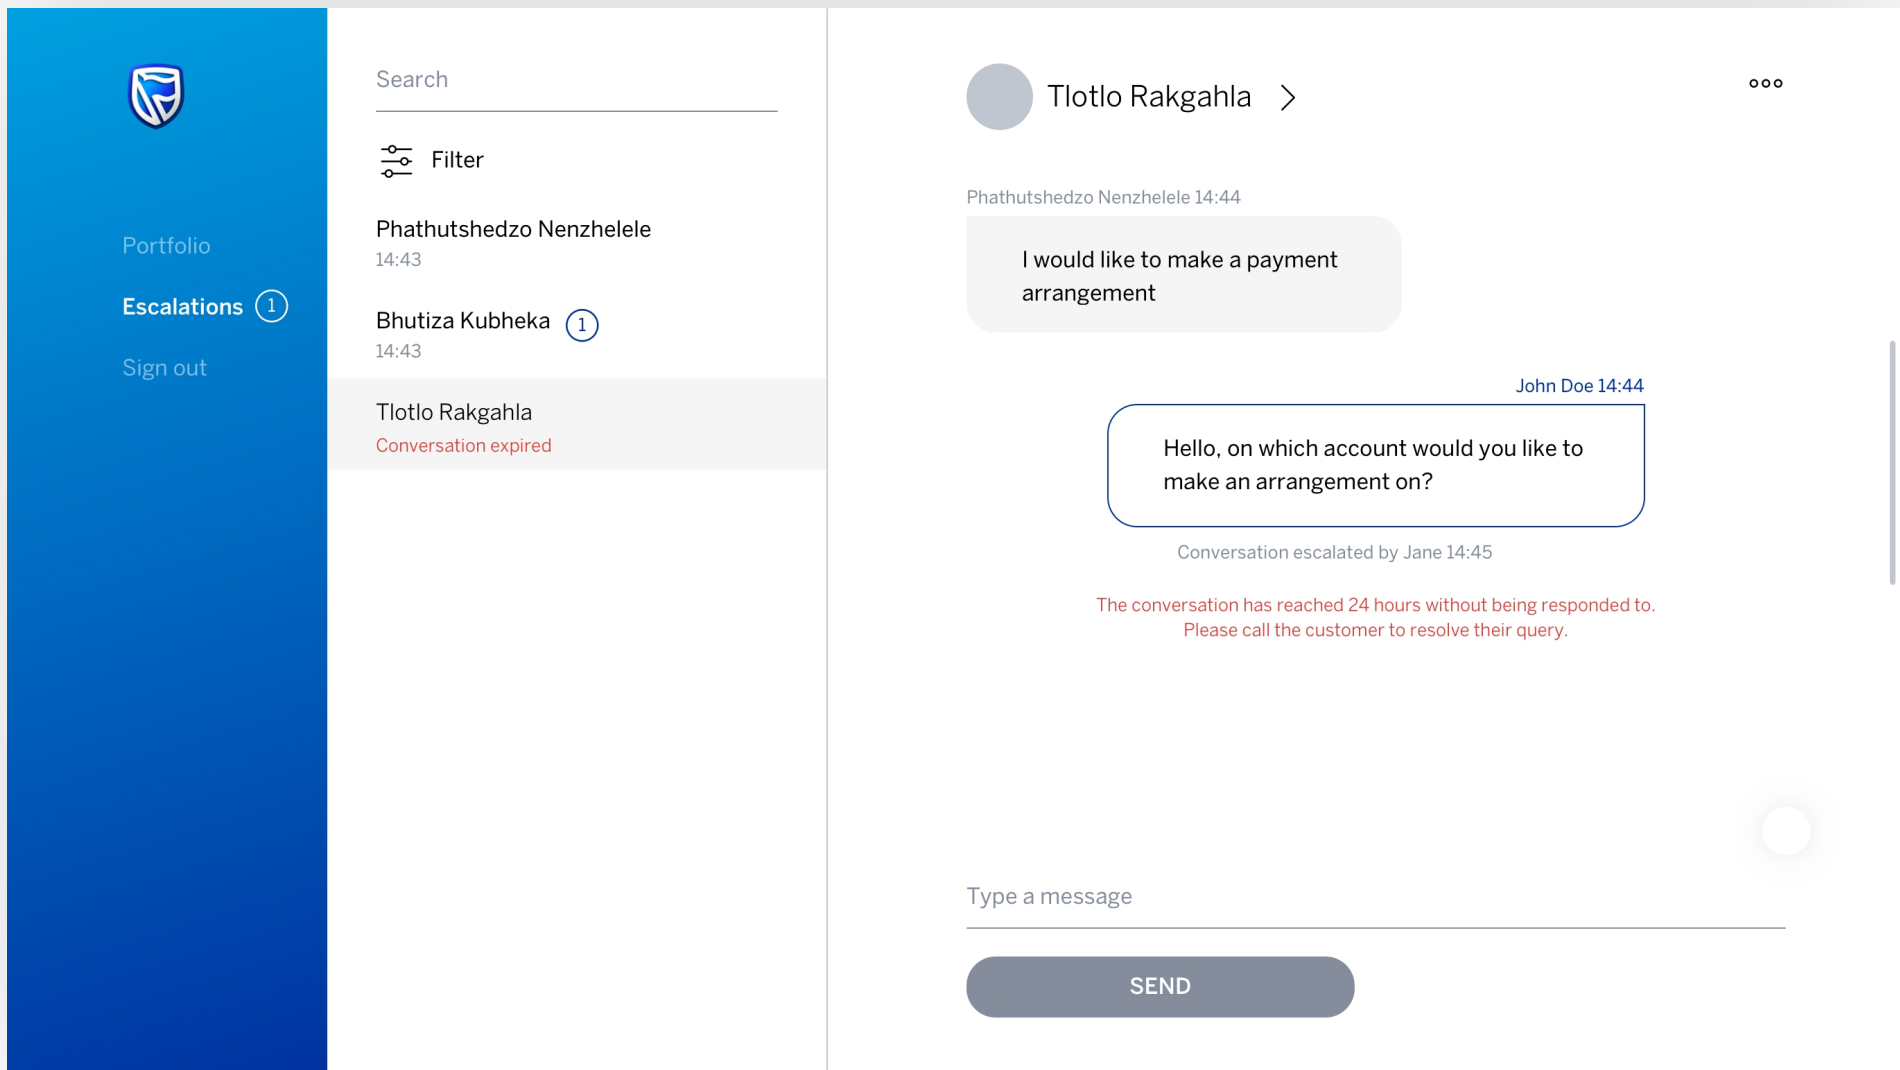 Portfolio
Escalations 1
Sign out
Search
Filter
Phathutshedzo Nenzhelele
14:43
Bhutiza Kubheka 1
14:43
Tlotlo Rakgahla
Conversation expired
Tlotlo Rakgahla
Phathutshedzo Nenzhelele 14:44
I would like to make a payment
arrangement
John Doe 14:44
Hello, on which account would you like to
make an arrangement on?
Conversation escalated by Jane 14:45
The conversation has reached 24 hours without being responded to.
Please call the customer to resolve their query.
Type a message
SEND